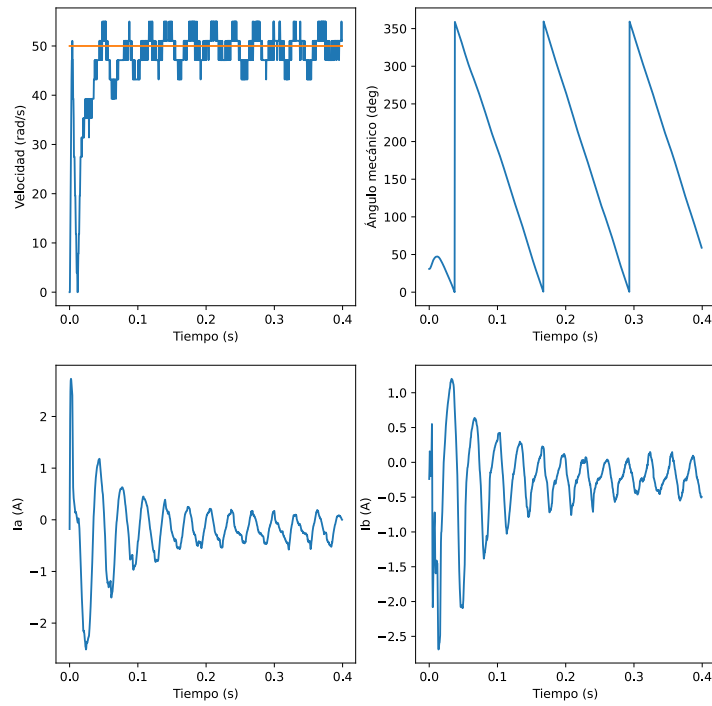 Velocidad (rad/s)
50
40
30
20
10
0
0.0 0.1 0.2 0.3 0.4
Tiempo (s)
Ángulo mecánico (deg)
350
300
250
200
150
100
50
0
0.0 0.1 0.2 0.3 0.4
Tiempo (s)
Ia (A)
2
1
0
−1
−2
0.0 0.1 0.2 0.3 0.4
Tiempo (s)
Ib (A)
1.0
0.5
0.0
−0.5
−1.0
−1.5
−2.0
−2.5
0.0 0.1 0.2 0.3 0.4
Tiempo (s)